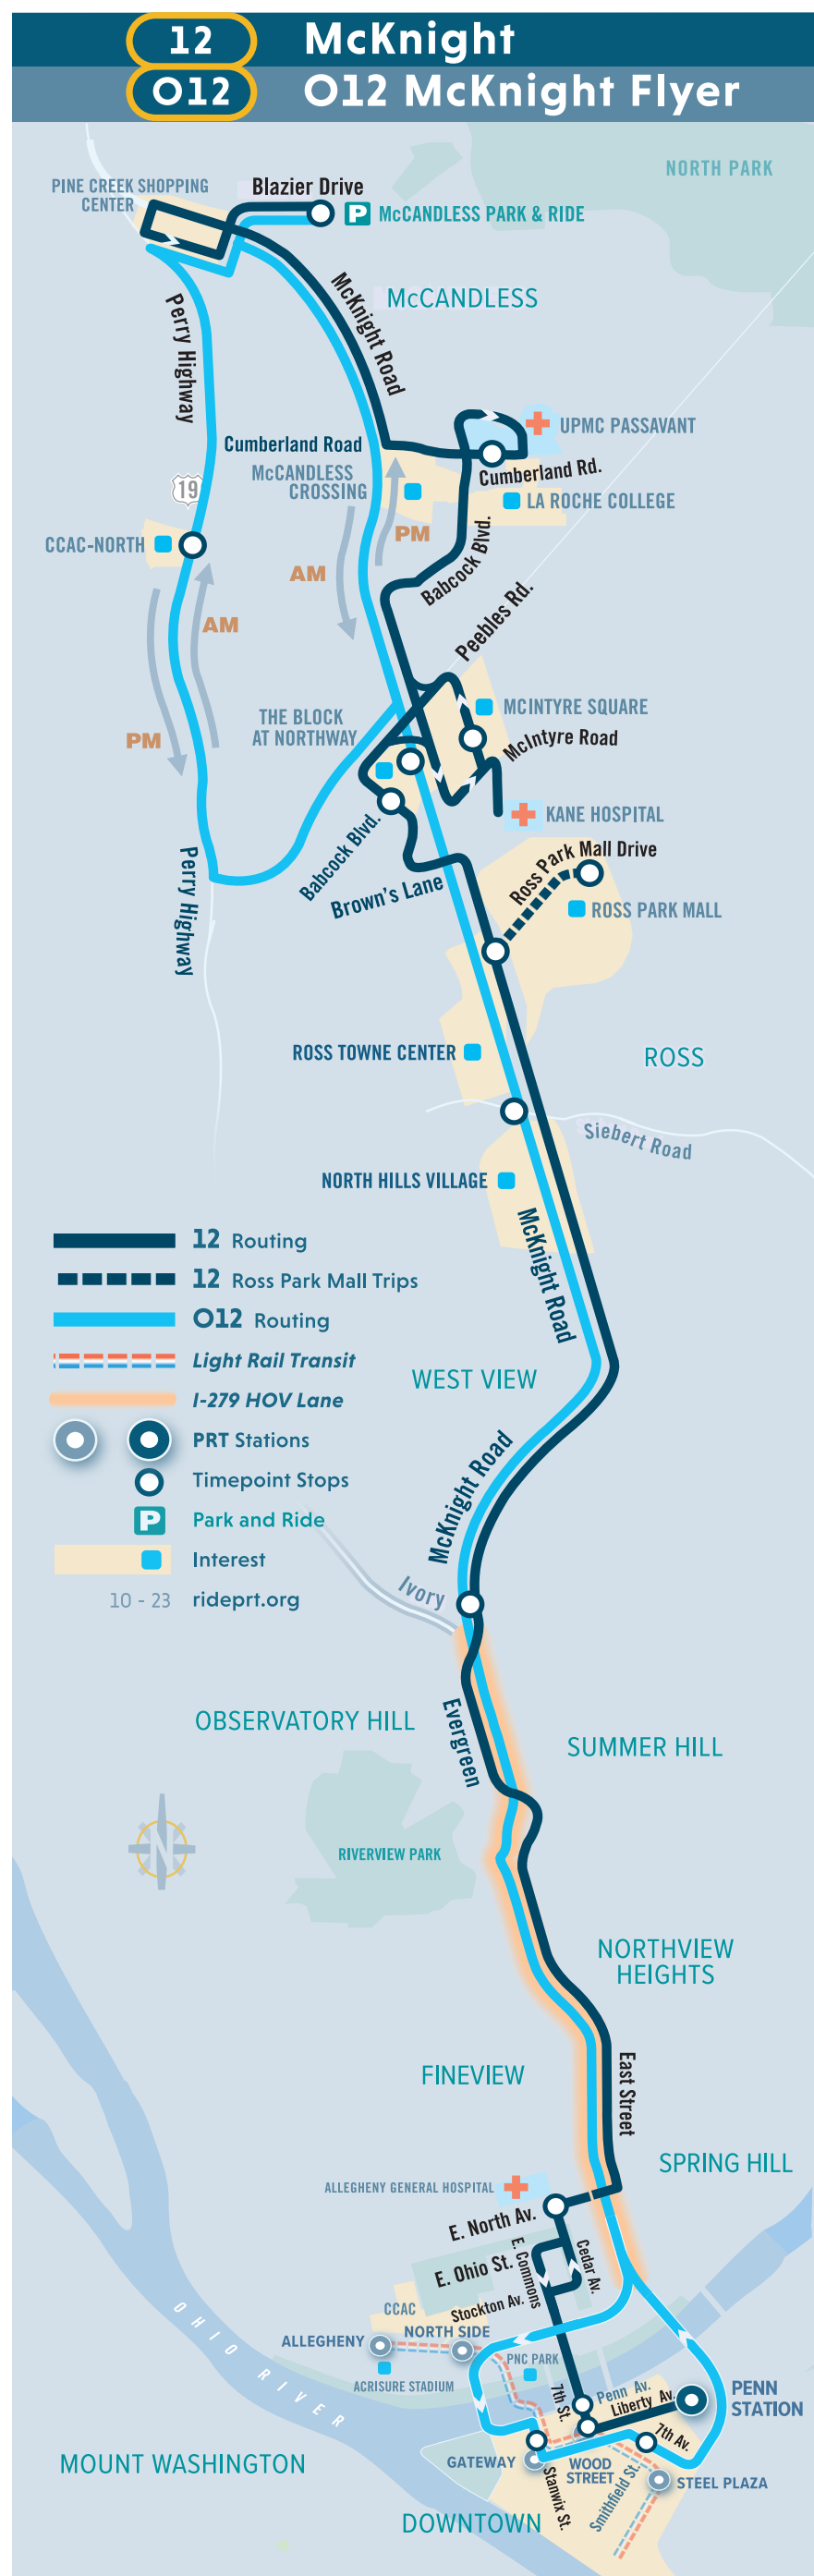 12 McKnight
O12 O12 McKnight Flyer
NORTH PARK
PINE CREEK SHOPPING
CENTER
Blazier Drive
P McCANDLESS PARK & RIDE
McCANDLESS
McKnight Road
Perry Highway
UPMC PASSAVANT
Cumberland Road
Cumberland Rd.
McCANDLESS
CROSSING
19
LA ROCHE COLLEGE
PM
CCAC-NORTH
AM
Babcock Blvd.
Peebles Rd.
AM
MCINTYRE SQUARE
THE BLOCK
AT NORTHWAY
PM
McIntyre Road
KANE HOSPITAL
Babcock Blvd.
Ross Park Mall Drive
Perry Highway
Brown's Lane
ROSS PARK MALL
ROSS TOWNE CENTER
ROSS
Siebert Road
NORTH HILLS VILLAGE
McKnight Road
12 Routing
12 Ross Park Mall Trips
O12 Routing
Light Rail Transit
I-279 HOV Lane
PRT Stations
Timepoint Stops
P Park and Ride
Interest
10 - 23 rideprt.org
WEST VIEW
McKnight Road
Ivory
Evergreen
OBSERVATORY HILL
SUMMER HILL
N
RIVERVIEW PARK
NORTHVIEW
HEIGHTS
FINEVIEW
East Street
SPRING HILL
ALLEGHENY GENERAL HOSPITAL
E. North Av.
E. Ohio St.
E. Commons
Cedar Av.
Stockton Av.
CCAC
NORTH SIDE
ALLEGHENY
PNC PARK
ACRISURE STADIUM
OHIO RIVER
7th St.
Penn Av.
Liberty Av.
PENN
STATION
7th Av.
GATEWAY
WOOD
STREET
Stanwix St.
Smithfield St.
STEEL PLAZA
MOUNT WASHINGTON
DOWNTOWN